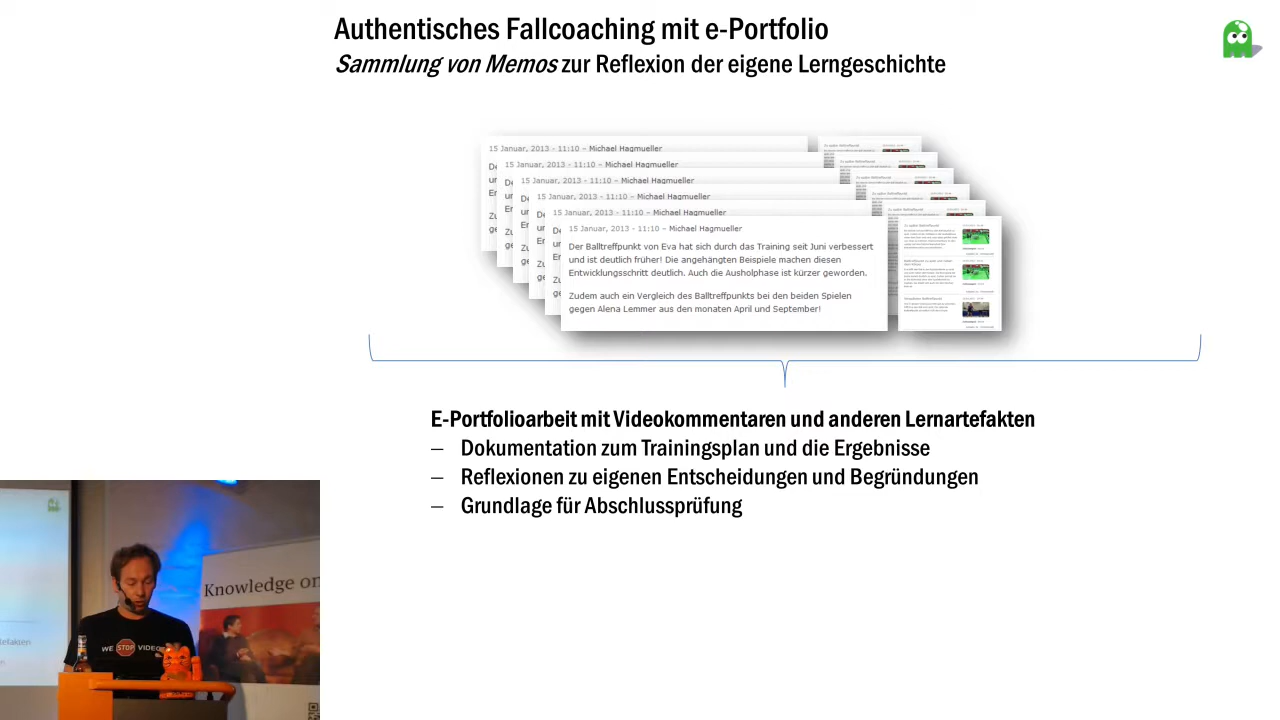 Authentisches Fallcoaching mit e-Portfolio
Sammlung von Memos zur Reflexion der eigene Lerngeschichte
15 Januar, 2013 - 11:10 – Michael Hagmueller
15 Januar, 2013 - 11:10 – Michael Hagmueller
15 Januar, 2013 - 11:10 – Michael Hagmueller
15 Januar, 2013 - 11:10 – Michael Hagmueller
15 Januar, 2013 - 11:10 – Michael Hagmueller
15 Januar, 2013 - 11:10 – Michael Hagmueller
Der Balltreffpunkt von Eva hat sich durch das Training seit Juni verbessert
und ist deutlich früher! Die angehängten Beispiele machen diesen
Entwicklungsschritt deutlich. Auch die Ausholphase ist kürzer geworden.
Zudem auch ein Vergleich des Balltreffpunkts bei den beiden Spielen
gegen Alena Lemmer aus den monaten April und September!
E-Portfolioarbeit mit Videokommentaren und anderen Lernartefakten
– Dokumentation zum Trainingsplan und die Ergebnisse
– Reflexionen zu eigenen Entscheidungen und Begründungen
– Grundlage für Abschlussprüfung
Knowledge on
WE STOP VIDEO